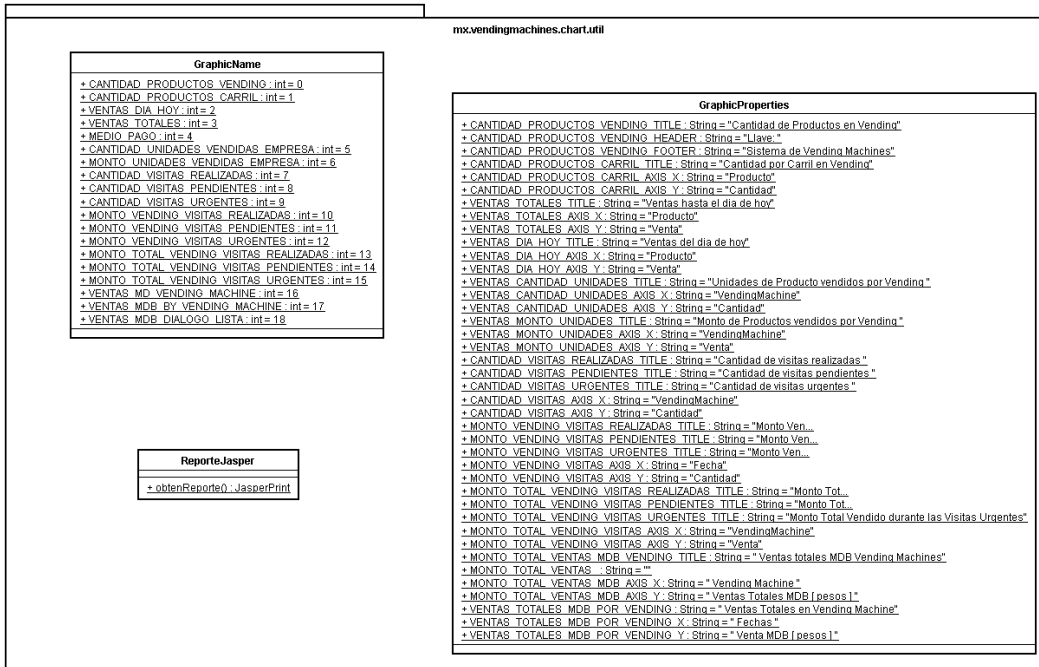 mx.vendingmachines.chart.util
GraphicName
+ CANTIDAD_PRODUCTOS_VENDING : int = 0
+ CANTIDAD_PRODUCTOS_CARRIL : int = 1
+ VENTAS_DIA_HOY : int = 2
+ VENTAS_TOTALES : int = 3
+ MEDIO_PAGO : int = 4
+ CANTIDAD_UNIDADES_VENDIDAS_EMPRESA : int = 5
+ MONTO_UNIDADES_VENDIDAS_EMPRESA : int = 6
+ CANTIDAD_VISITAS_REALIZADAS : int = 7
+ CANTIDAD_VISITAS_PENDIENTES : int = 8
+ CANTIDAD_VISITAS_URGENTES : int = 9
+ MONTO_VENDING_VISITAS_REALIZADAS : int = 10
+ MONTO_VENDING_VISITAS_PENDIENTES : int = 11
+ MONTO_VENDING_VISITAS_URGENTES : int = 12
+ MONTO_TOTAL_VENDING_VISITAS_REALIZADAS : int = 13
+ MONTO_TOTAL_VENDING_VISITAS_PENDIENTES : int = 14
+ MONTO_TOTAL_VENDING_VISITAS_URGENTES : int = 15
+ VENTAS_MD_VENDING_MACHINE : int = 16
+ VENTAS_MDB_BY_VENDING_MACHINE : int = 17
+ VENTAS_MDB_DIALOGO_LISTA : int = 18
ReporteJasper
+ obtenReporte() : JasperPrint
GraphicProperties
+ CANTIDAD_PRODUCTOS_VENDING_TITLE : String = "Cantidad de Productos en Vending"
+ CANTIDAD_PRODUCTOS_VENDING_HEADER : String = "Llave: "
+ CANTIDAD_PRODUCTOS_VENDING_FOOTER : String = "Sistema de Vending Machines"
+ CANTIDAD_PRODUCTOS_CARRIL_TITLE : String = "Cantidad por Carril en Vending"
+ CANTIDAD_PRODUCTOS_CARRIL_AXIS_X : String = "Producto"
+ CANTIDAD_PRODUCTOS_CARRIL_AXIS_Y : String = "Cantidad"
+ VENTAS_TOTALES_TITLE : String = "Ventas hasta el dia de hoy"
+ VENTAS_TOTALES_AXIS_X : String = "Producto"
+ VENTAS_TOTALES_AXIS_Y : String = "Venta"
+ VENTAS_DIA_HOY_TITLE : String = "Ventas del dia de hoy"
+ VENTAS_DIA_HOY_AXIS_X : String = "Producto"
+ VENTAS_DIA_HOY_AXIS_Y : String = "Venta"
+ VENTAS_CANTIDAD_UNIDADES_TITLE : String = "Unidades de Producto vendidos por Vending "
+ VENTAS_CANTIDAD_UNIDADES_AXIS_X : String = "VendingMachine"
+ VENTAS_CANTIDAD_UNIDADES_AXIS_Y : String = "Cantidad"
+ VENTAS_MONTO_UNIDADES_TITLE : String = "Monto de Productos vendidos por Vending "
+ VENTAS_MONTO_UNIDADES_AXIS_X : String = "VendingMachine"
+ VENTAS_MONTO_UNIDADES_AXIS_Y : String = "Venta"
+ CANTIDAD_VISITAS_REALIZADAS_TITLE : String = "Cantidad de visitas realizadas "
+ CANTIDAD_VISITAS_PENDIENTES_TITLE : String = "Cantidad de visitas pendientes "
+ CANTIDAD_VISITAS_URGENTES_TITLE : String = "Cantidad de visitas urgentes "
+ CANTIDAD_VISITAS_AXIS_X : String = "VendingMachine"
+ CANTIDAD_VISITAS_AXIS_Y : String = "Cantidad"
+ MONTO_VENDING_VISITAS_REALIZADAS_TITLE : String = "Monto Ven...
+ MONTO_VENDING_VISITAS_PENDIENTES_TITLE : String = "Monto Ven...
+ MONTO_VENDING_VISITAS_URGENTES_TITLE : String = "Monto Ven...
+ MONTO_VENDING_VISITAS_AXIS_X : String = "Fecha"
+ MONTO_VENDING_VISITAS_AXIS_Y : String = "Cantidad"
+ MONTO_TOTAL_VENDING_VISITAS_REALIZADAS_TITLE : String = "Monto Tot...
+ MONTO_TOTAL_VENDING_VISITAS_PENDIENTES_TITLE : String = "Monto Tot...
+ MONTO_TOTAL_VENDING_VISITAS_URGENTES_TITLE : String = "Monto Total Vendido durante las Visitas Urgentes"
+ MONTO_TOTAL_VENDING_VISITAS_AXIS_X : String = "VendingMachine"
+ MONTO_TOTAL_VENDING_VISITAS_AXIS_Y : String = "Venta"
+ MONTO_TOTAL_VENTAS_MDB_VENDING_TITLE : String = " Ventas totales MDB Vending Machines"
+ MONTO_TOTAL_VENTAS_ : String = ""
+ MONTO_TOTAL_VENTAS_MDB_AXIS_X : String = " Vending Machine "
+ MONTO_TOTAL_VENTAS_MDB_AXIS_Y : String = " Ventas Totales MDB [ pesos ] "
+ VENTAS_TOTALES_MDB_POR_VENDING : String = " Ventas Totales en Vending Machine"
+ VENTAS_TOTALES_MDB_POR_VENDING_X : String = " Fechas "
+ VENTAS_TOTALES_MDB_POR_VENDING_Y : String = " Venta MDB [ pesos ] "